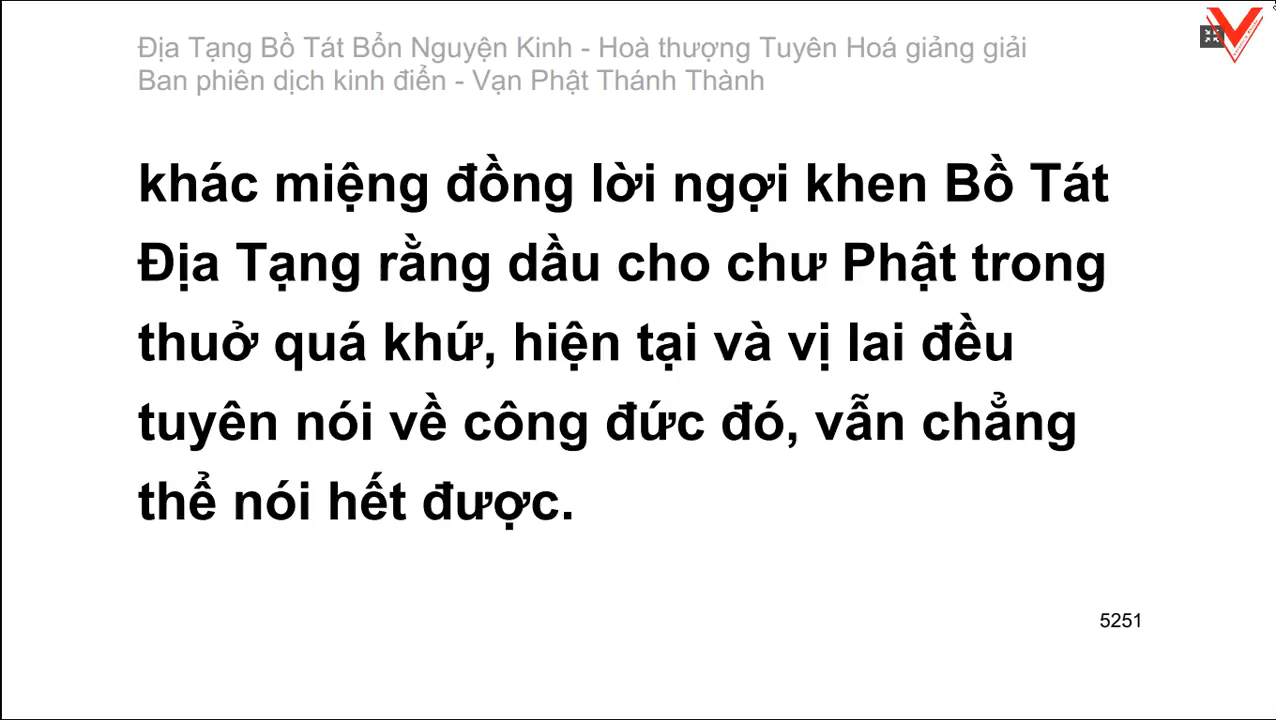 Địa Tạng Bồ Tát Bổn Nguyện Kinh - Hoà thượng Tuyên Hoá giảng giải
Ban phiên dịch kinh điển - Vạn Phật Thánh Thành
khác miệng đồng lời ngợi khen Bồ Tát
Địa Tạng rằng dầu cho chư Phật trong
thuở quá khứ, hiện tại và vị lai đều
tuyên nói về công đức đó, vẫn chẳng
thể nói hết được.
5251